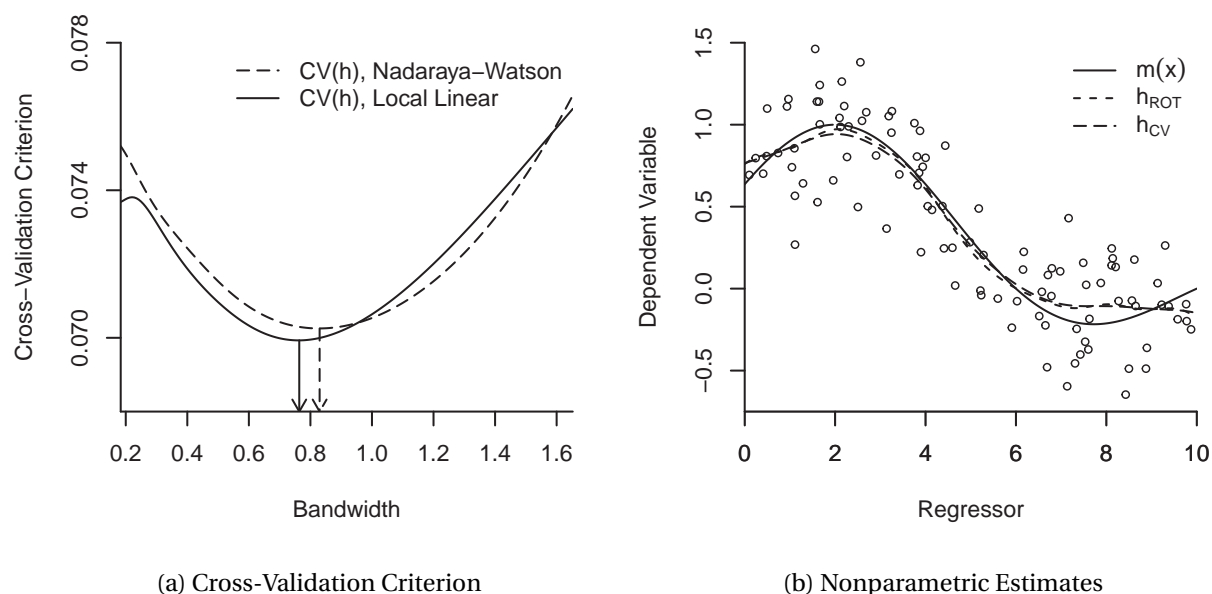 0.078
0.074
0.070
Cross−Validation Criterion
CV(h), Nadaraya−Watson
CV(h), Local Linear
0.2 0.4 0.6 0.8 1.0 1.2 1.4 1.6
Bandwidth
(a) Cross-Validation Criterion
1.5
1.0
0.5
0.0
−0.5
Dependent Variable
m(x)
hROT
hCV
0 2 4 6 8 10
Regressor
(b) Nonparametric Estimates